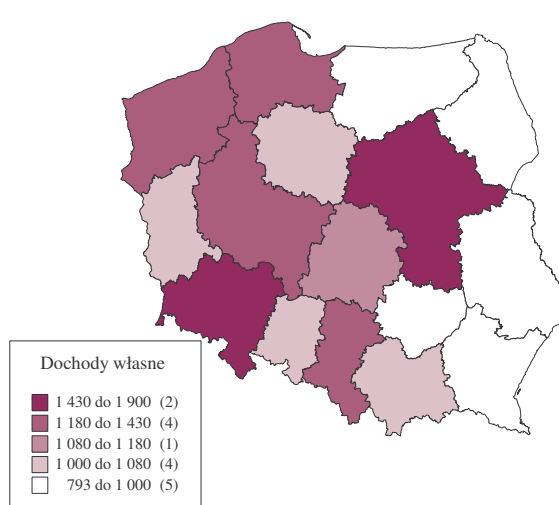 Dochody własne
1 430 do 1 900 (2)
1 180 do 1 430 (4)
1 080 do 1 180 (1)
1 000 do 1 080 (4)
793 do 1 000 (5)